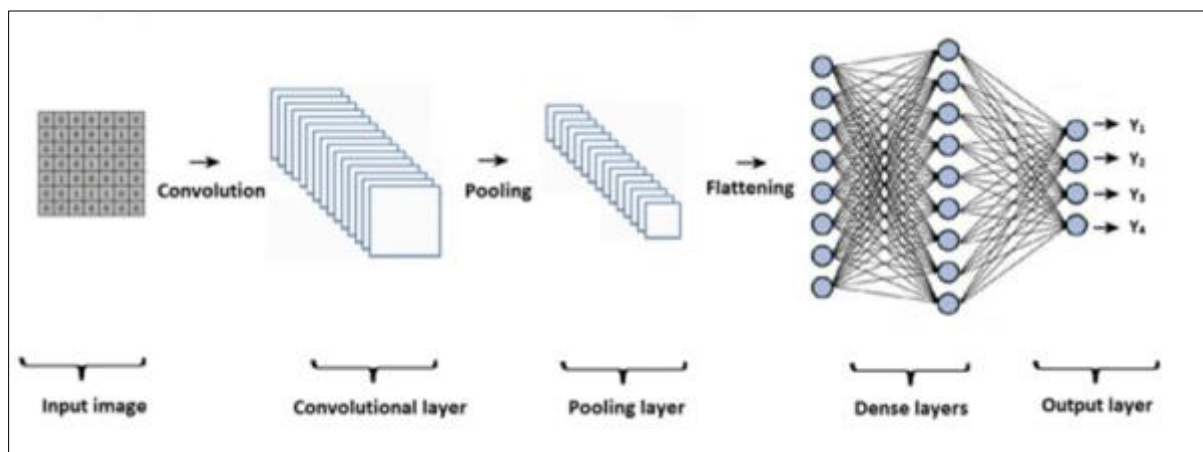 Convolution
Pooling
Flattening
Y₁
Y₂
Y₃
Y₄
Input image
Convolutional layer
Pooling layer
Dense layers
Output layer